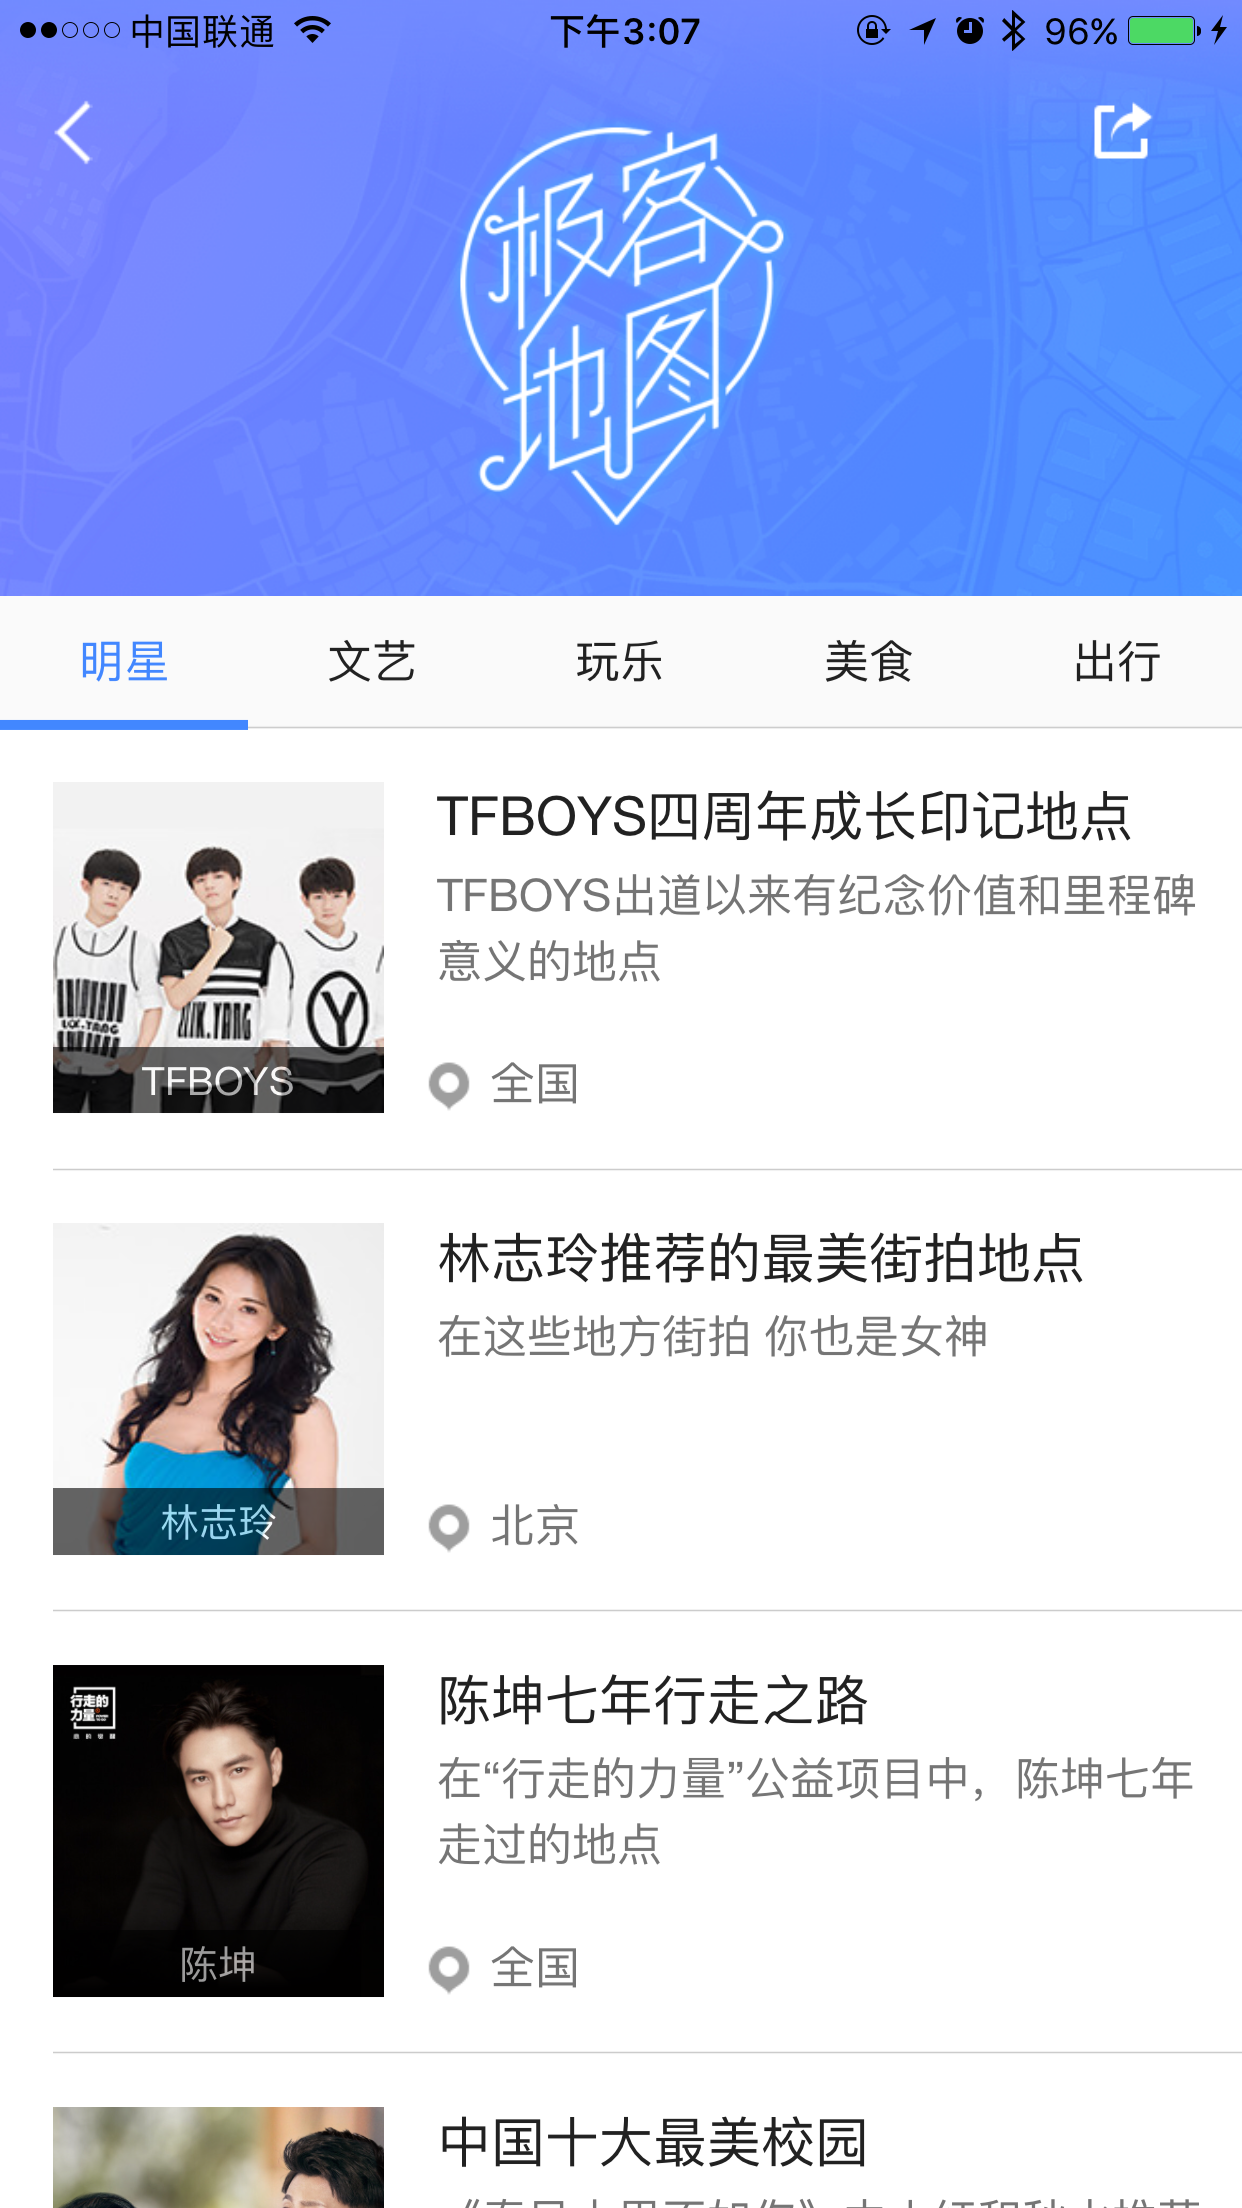 中国联通 下午3:07 96%
极客
地图
明星 文艺 玩乐 美食 出行
TFBOYS四周年成长印记地点
TFBOYS出道以来有纪念价值和里程碑
意义的地点
LCK.YANG
Y
TFBOYS
全国
林志玲推荐的最美街拍地点
在这些地方街拍 你也是女神
林志玲
北京
行走的
力量
陈坤七年行走之路
在“行走的力量”公益项目中，陈坤七年
走过的地点
陈坤
全国
中国十大最美校园